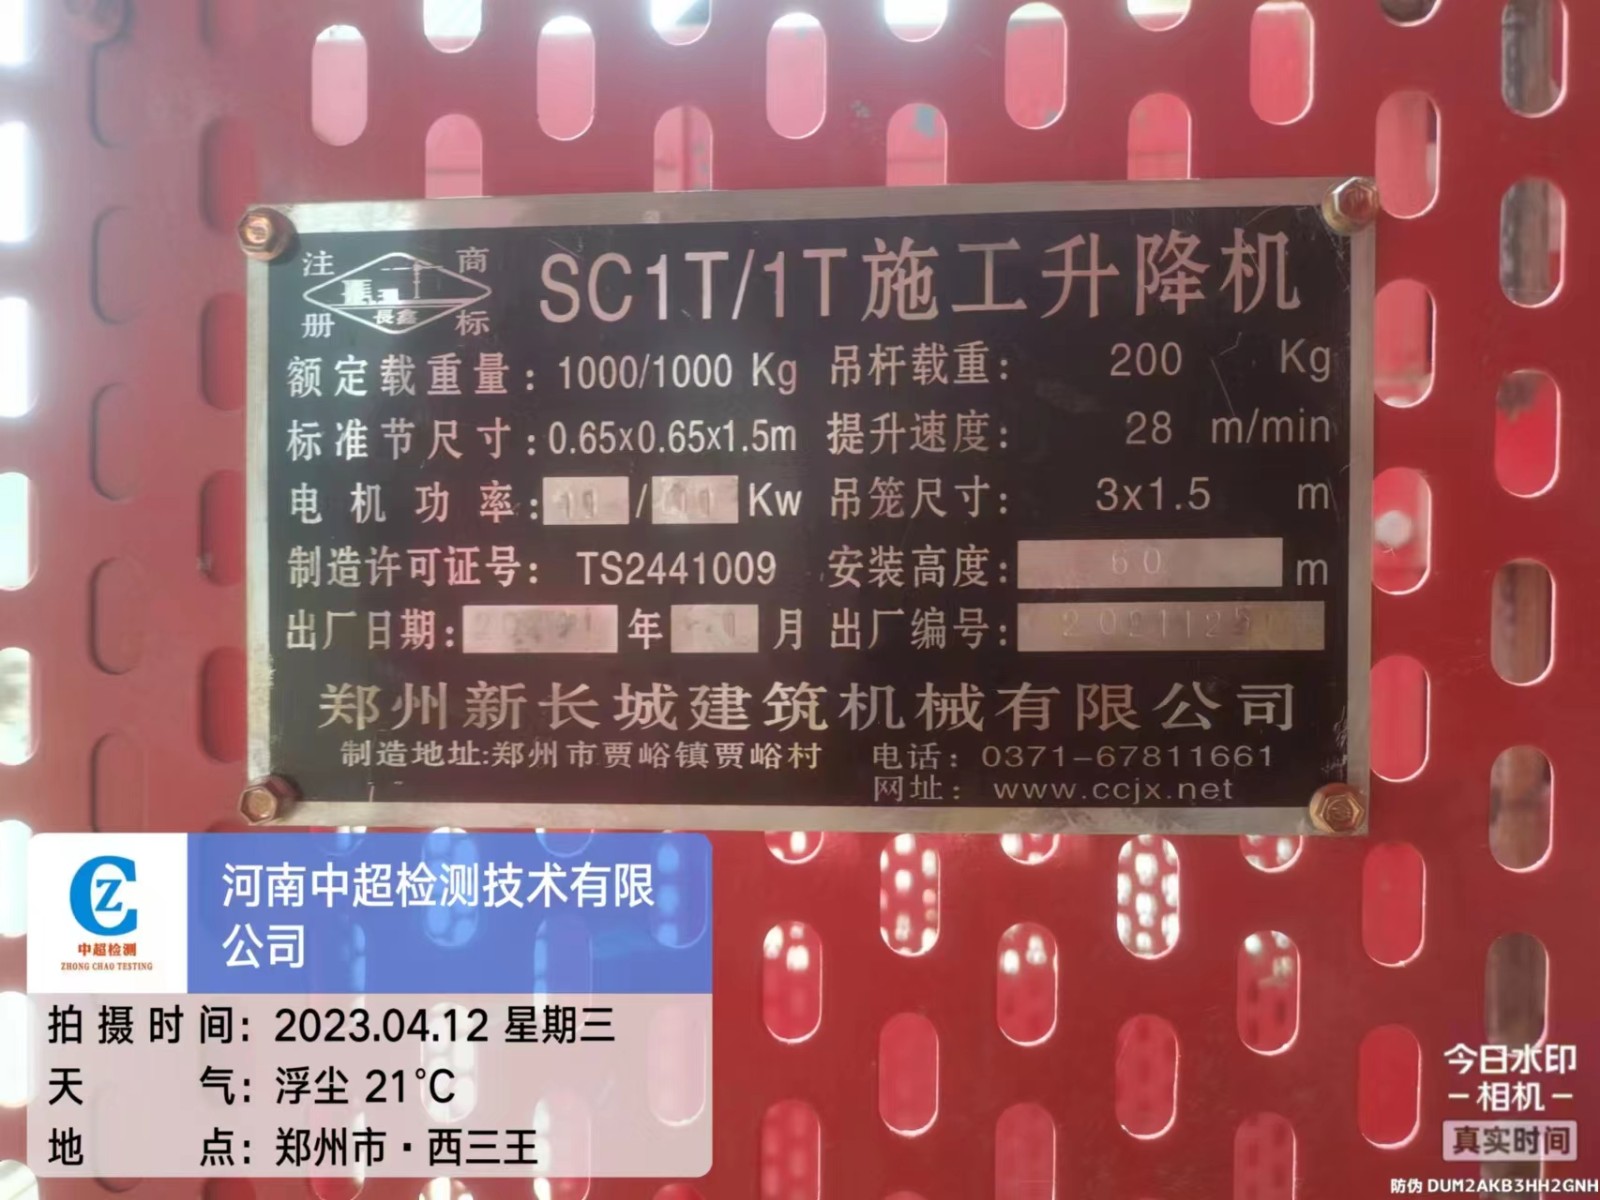 注册商标
長鑫
SC1T/1T施工升降机
额定载重量：1000/1000 Kg 吊杆载重：200 Kg
标准节尺寸：0.65x0.65x1.5m 提升速度：28 m/min
电机功率：11/11 Kw 吊笼尺寸：3x1.5 m
制造许可证号：TS2441009 安装高度：60 m
出厂日期： 年 月 出厂编号：
郑州新长城建筑机械有限公司
制造地址:郑州市贾峪镇贾峪村 电话：0371-67811661
网址：www.ccjx.net
CZ
中超检测
ZHONG CHAO TESTING
河南中超检测技术有限
公司
拍摄时间：2023.04.12 星期三
天气：浮尘 21℃
地点：郑州市·西三王
今日水印
相机
真实时间
防伪 DUM2AKB3HH2GNH